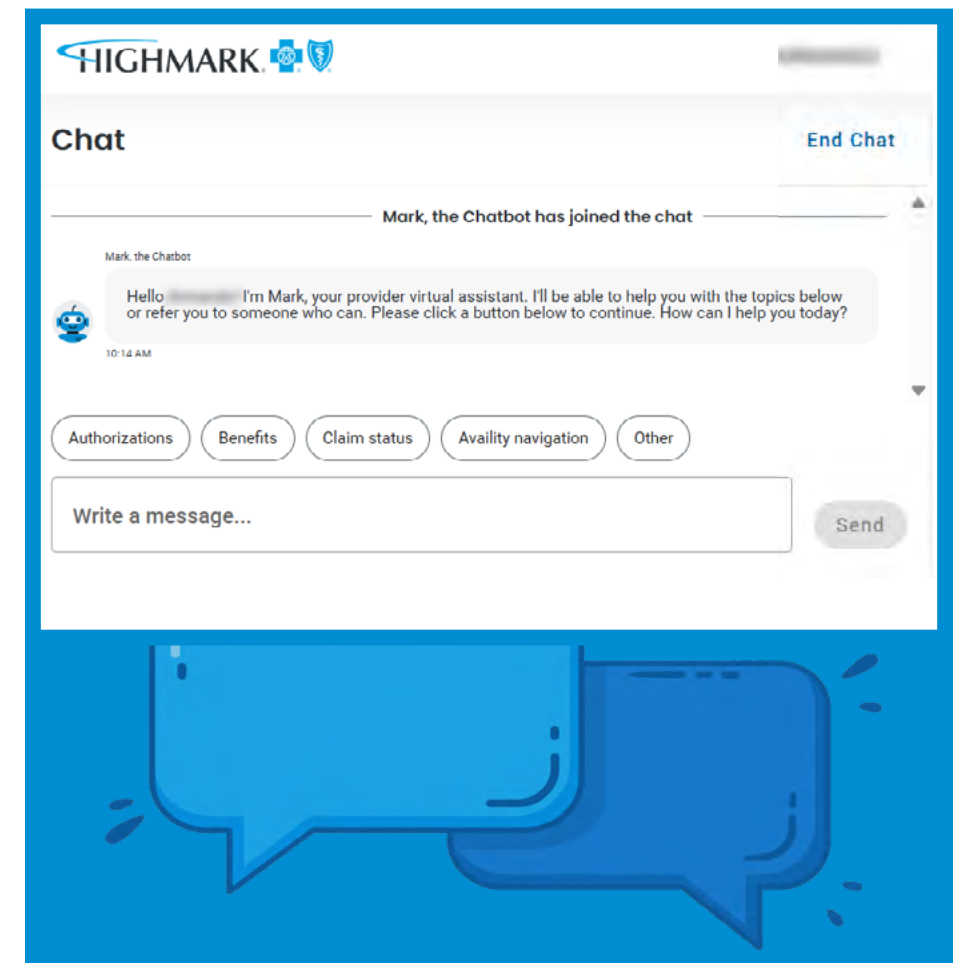 HIGHMARK.
Chat
End Chat
Mark, the Chatbot has joined the chat
Mark. the Chatbot
Hello I'm Mark, your provider virtual assistant. I'll be able to help you with the topics below
or refer you to someone who can. Please click a button below to continue. How can I help you today?
10:14 AM
Authorizations
Benefits
Claim status
Availity navigation
Other
Write a message...
Send